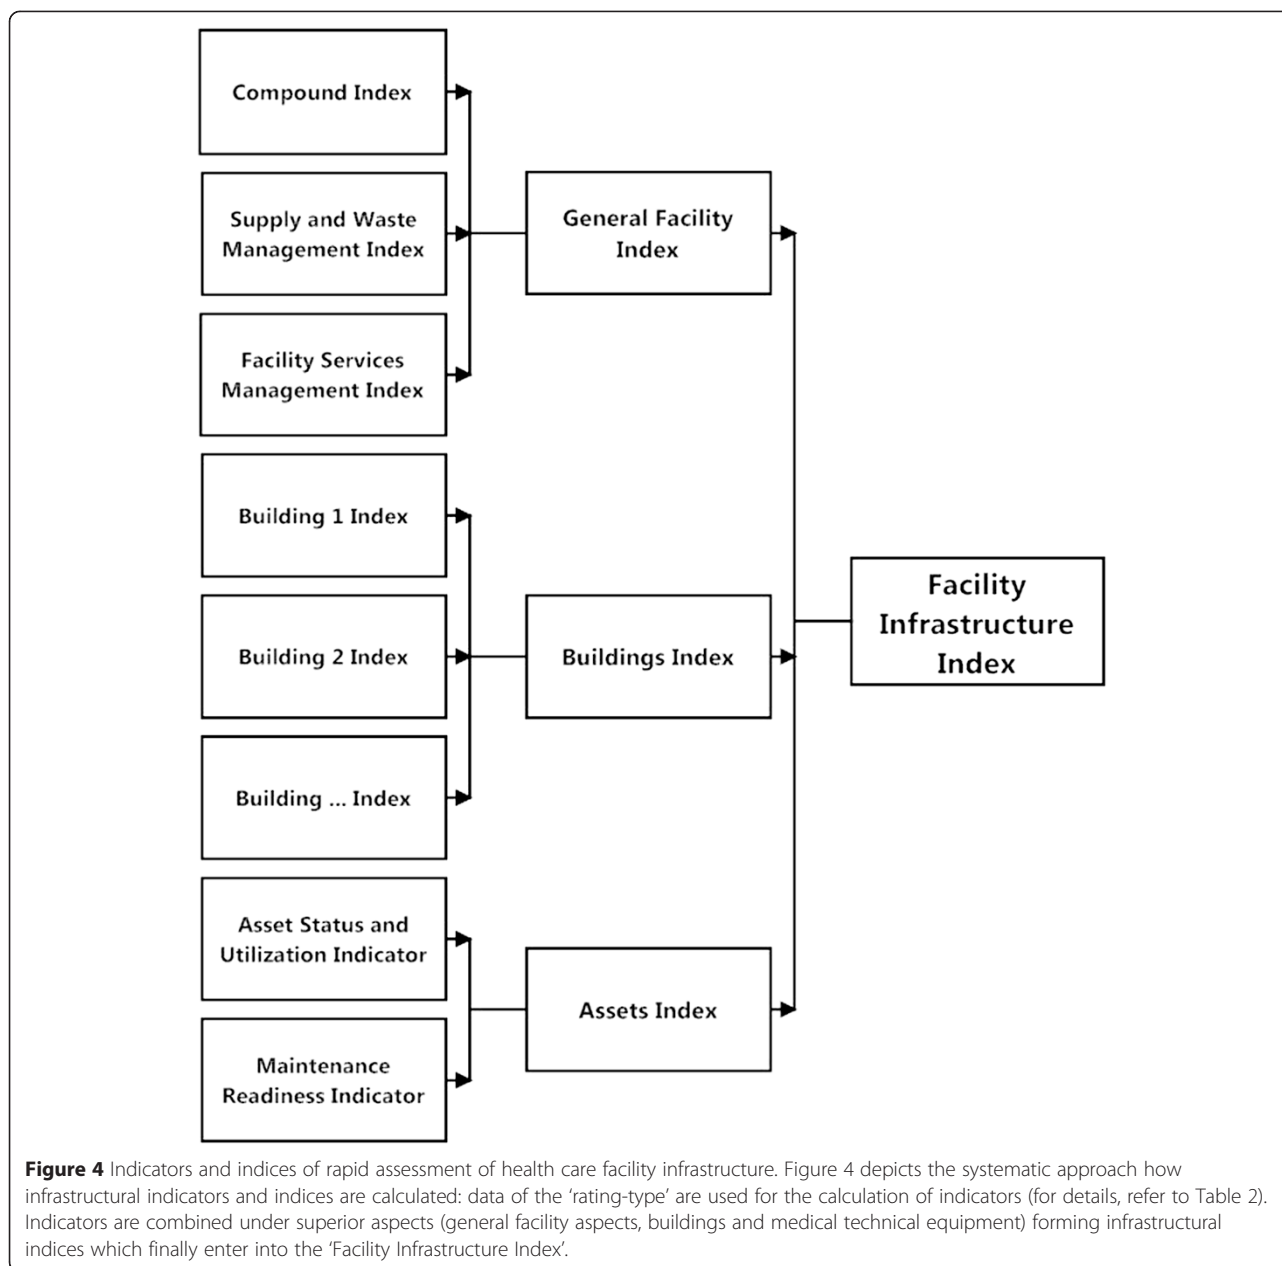 Compound Index
Supply and Waste
Management Index
General Facility
Index
Facility Services
Management Index
Building 1 Index
Building 2 Index
Buildings Index
Facility
Infrastructure
Index
Building ... Index
Asset Status and
Utilization Indicator
Assets Index
Maintenance
Readiness Indicator
Figure 4 Indicators and indices of rapid assessment of health care facility infrastructure. Figure 4 depicts the systematic approach how
infrastructural indicators and indices are calculated: data of the ‘rating-type’ are used for the calculation of indicators (for details, refer to Table 2).
Indicators are combined under superior aspects (general facility aspects, buildings and medical technical equipment) forming infrastructural
indices which finally enter into the ‘Facility Infrastructure Index’.